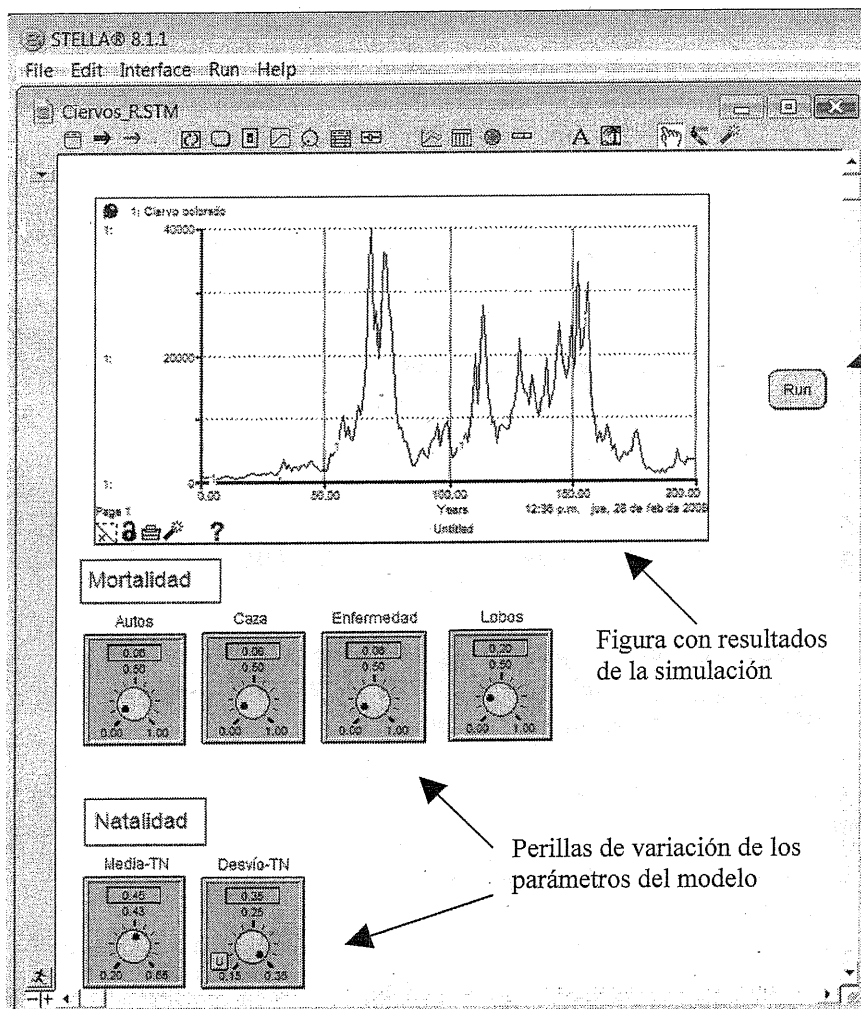 STELLA® 8.1.1
File Edit Interface Run Help
Ciervos_R.STM
A
1: Ciervo colorado
1: 40000
1: 20000
1: 0
1
0.00 50.00 100.00 150.00 200.00
Page 1
Years
12:36 p.m. jue, 28 de feb de 2008
Untitled
?
Run
Figura con resultados
de la simulación
Mortalidad
Autos Caza Enfermedad Lobos
0.06 0.06 0.06 0.20
0.50 0.50 0.50 0.50
0.00 1.00 0.00 1.00 0.00 1.00 0.00 1.00
Perillas de variación de los
parámetros del modelo
Natalidad
Media-TN Desvío-TN
0.45 0.35
0.43 0.25
U
0.20 0.65 0.15 0.35